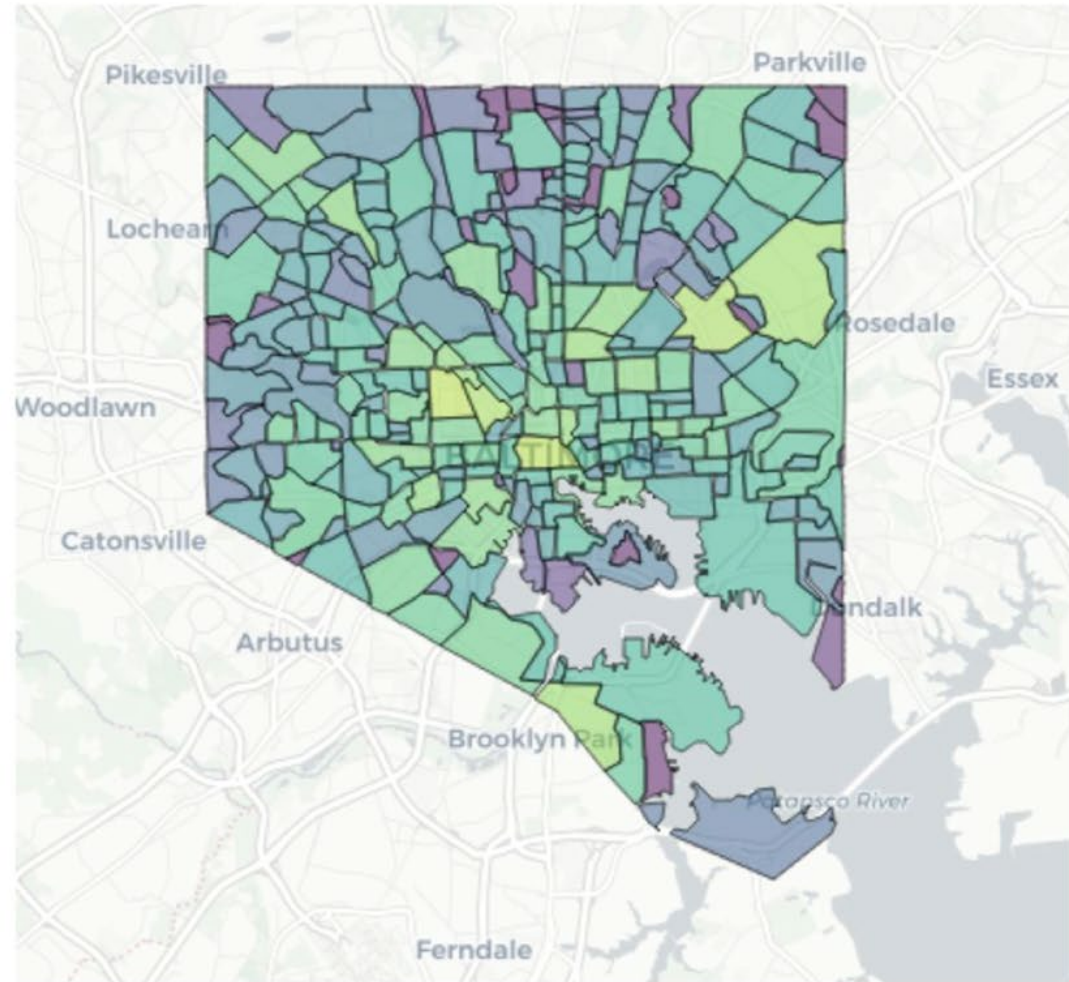 Parkville
Pikesville
Lochearn
Rosedale
Essex
Woodlawn
BALTIMORE
Catonsville
Dundalk
Arbutus
Brooklyn Park
Patapsco River
Ferndale